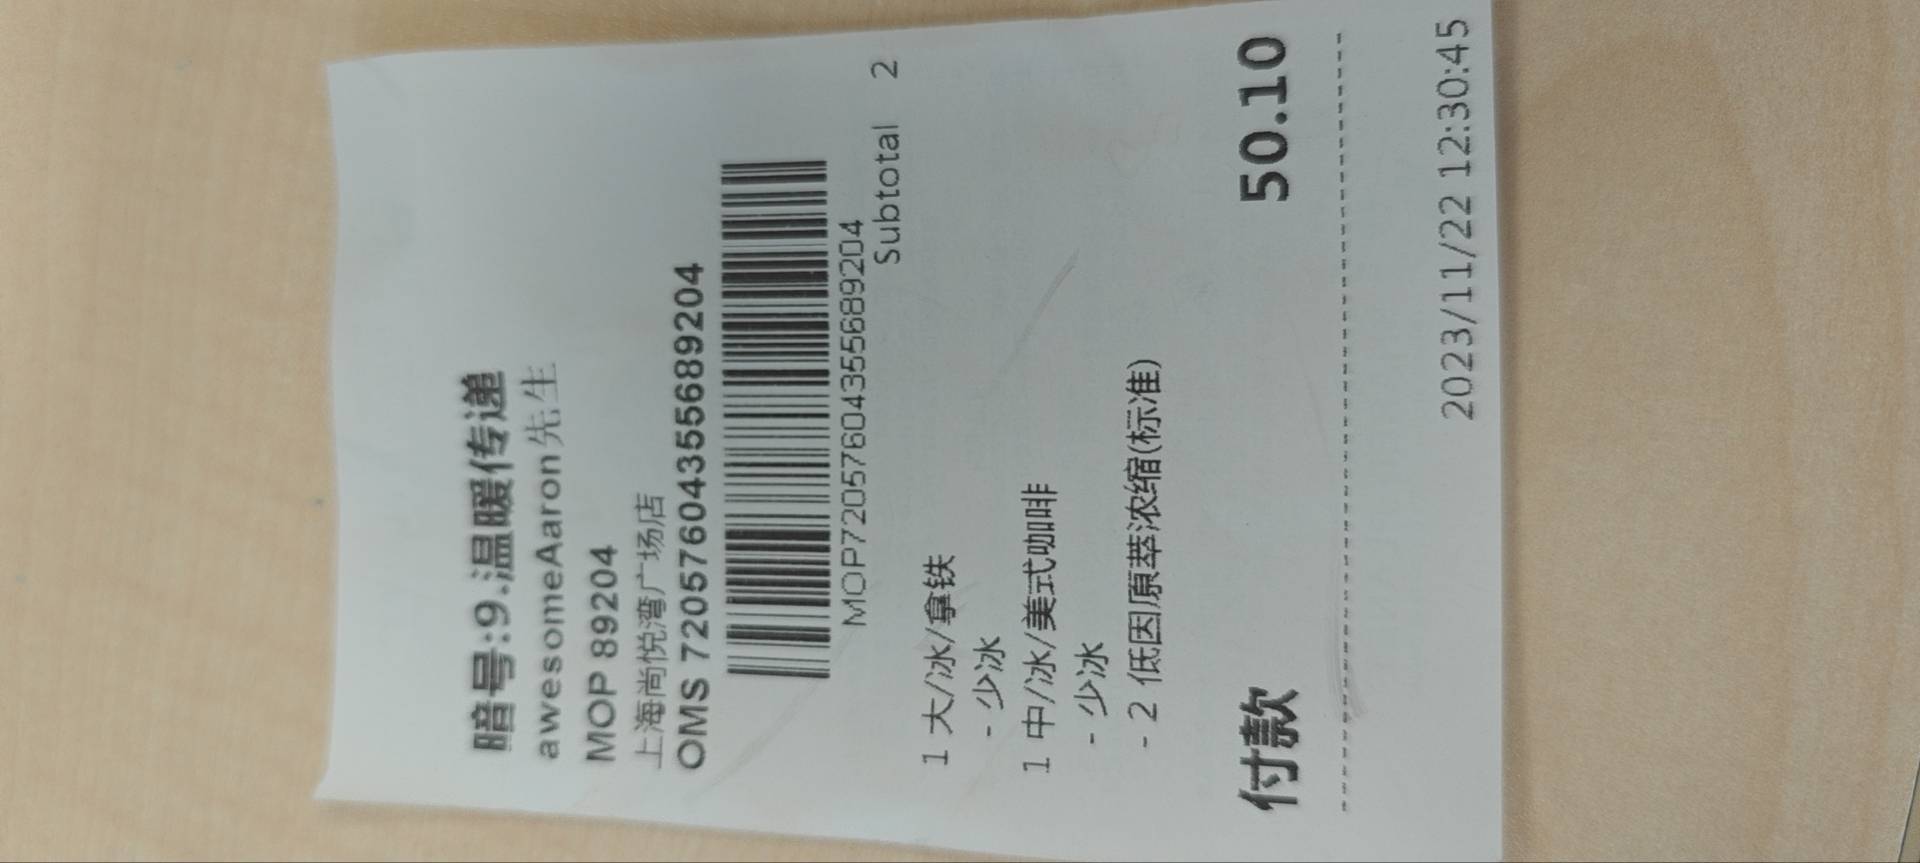 暗号:9.温暖传递
awesomeAaron先生
MOP 89204
上海尚悦湾广场店
OMS 7205760435568​9204
MOP72057604355689204
Subtotal 2
1 大/冰/拿铁
- 少冰
1 中/冰/美式咖啡
- 少冰
- 2 低因原萃浓缩(标准)
付款 50.10
2023/11/22 12:30:45